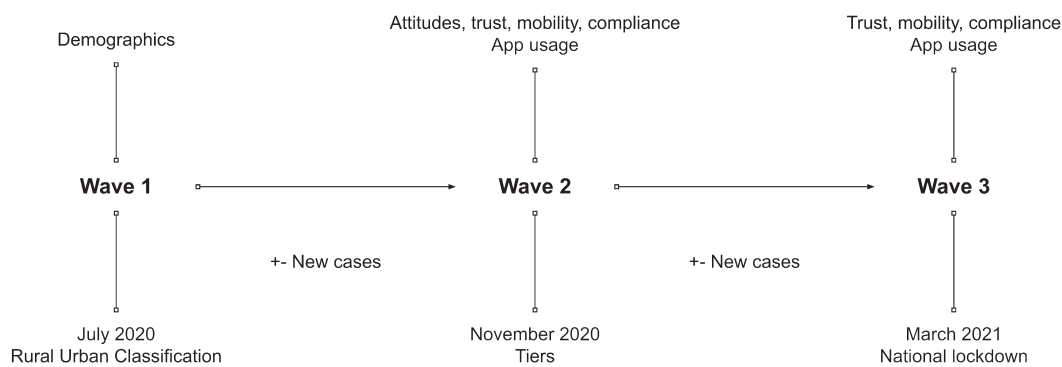 Demographics
Attitudes, trust, mobility, compliance
App usage
Trust, mobility, compliance
App usage
Wave 1
Wave 2
Wave 3
+- New cases
+- New cases
July 2020
Rural Urban Classification
November 2020
Tiers
March 2021
National lockdown